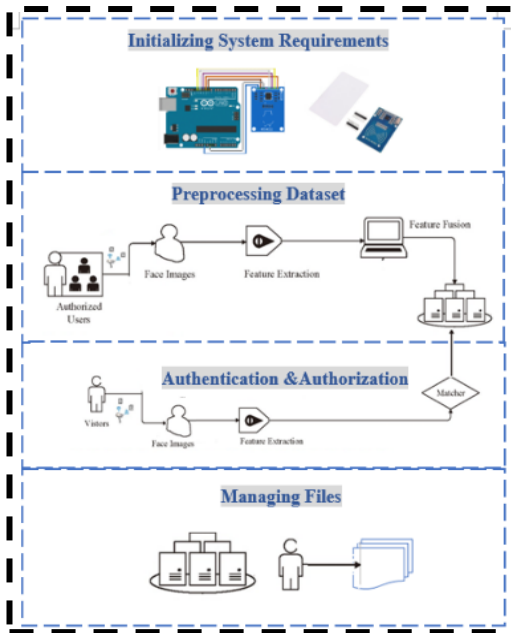 Initializing System Requirements
Preprocessing Dataset
Feature Fusion
Face Images
Feature Extraction
Authorized
Users
Authentication &Authorization
Matcher
Vistors
Face Images
Feature Extraction
Managing Files